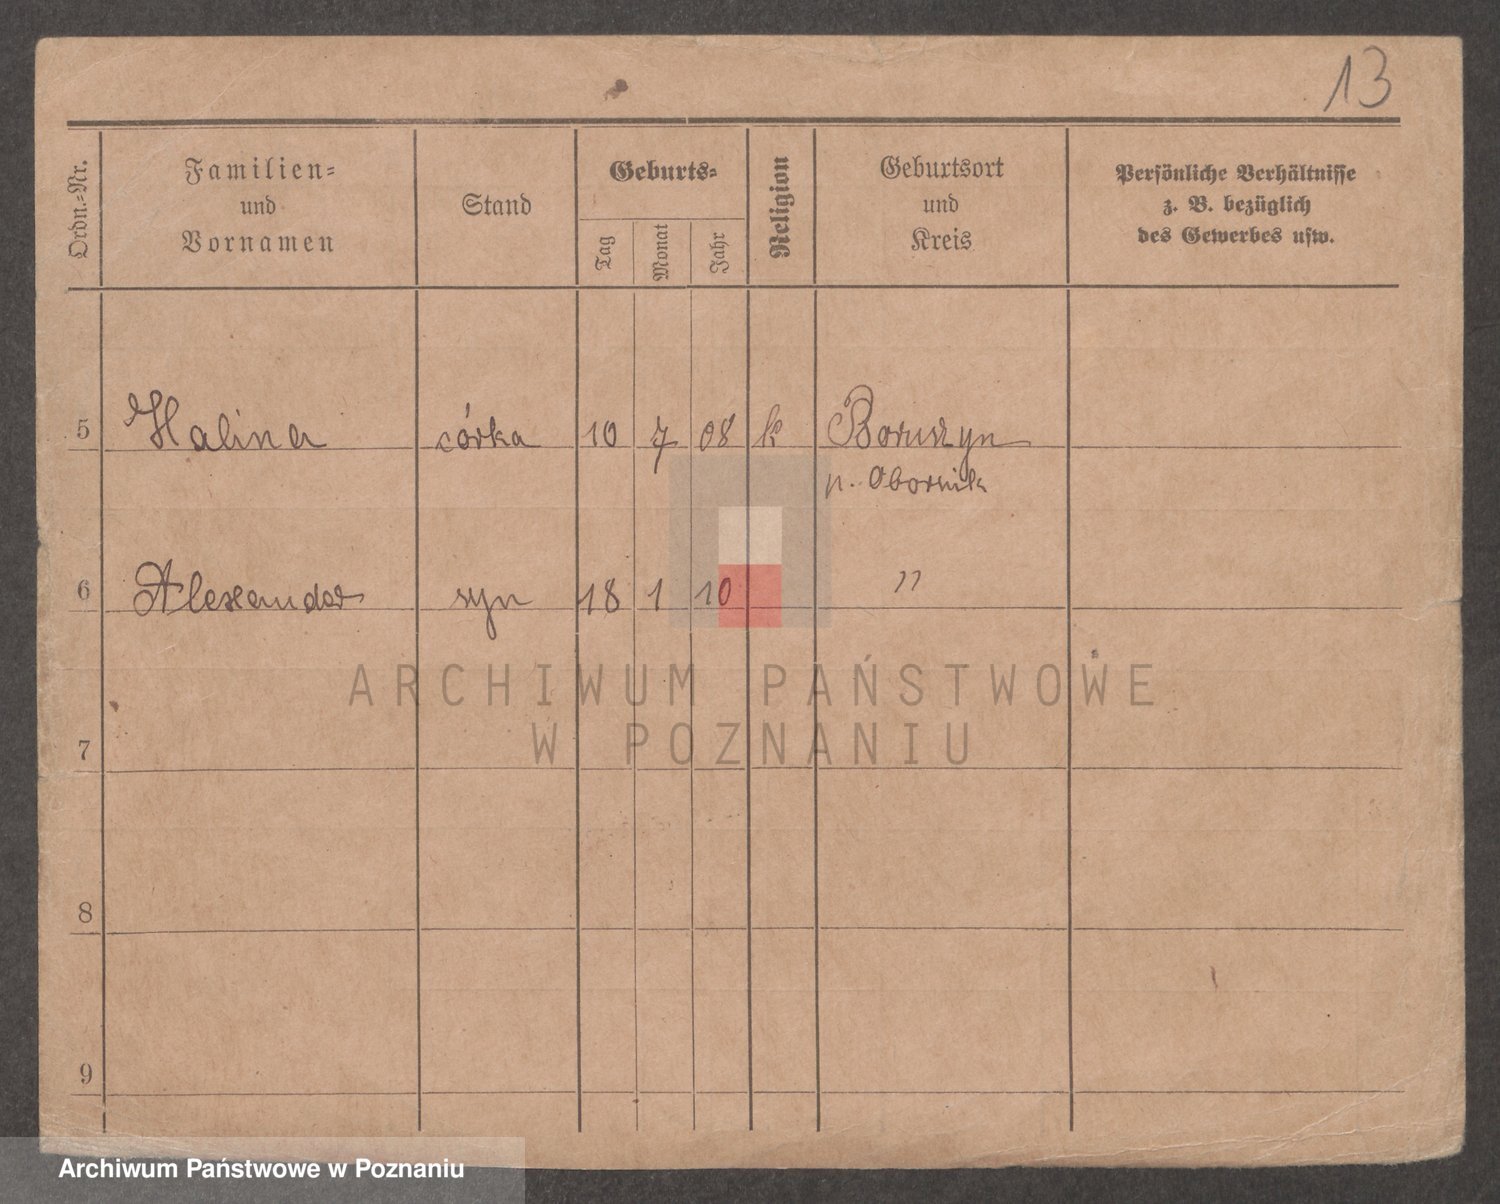 13
Ordn.-Nr.
Familien-
und
Vornamen
Stand
Geburts-
Tag
Monat
Jahr
Religion
Geburtsort
und
Kreis
Persönliche Verhältnisse
z. B. bezüglich
des Gewerbes usw.
5 Halina córka 10 7 08 k Boruszyn
p. Obornik
6 Alexander syn 18 1 10 "
ARCHIWUM PAŃSTWOWE
W POZNANIU
7
8
9
Archiwum Państwowe w Poznaniu